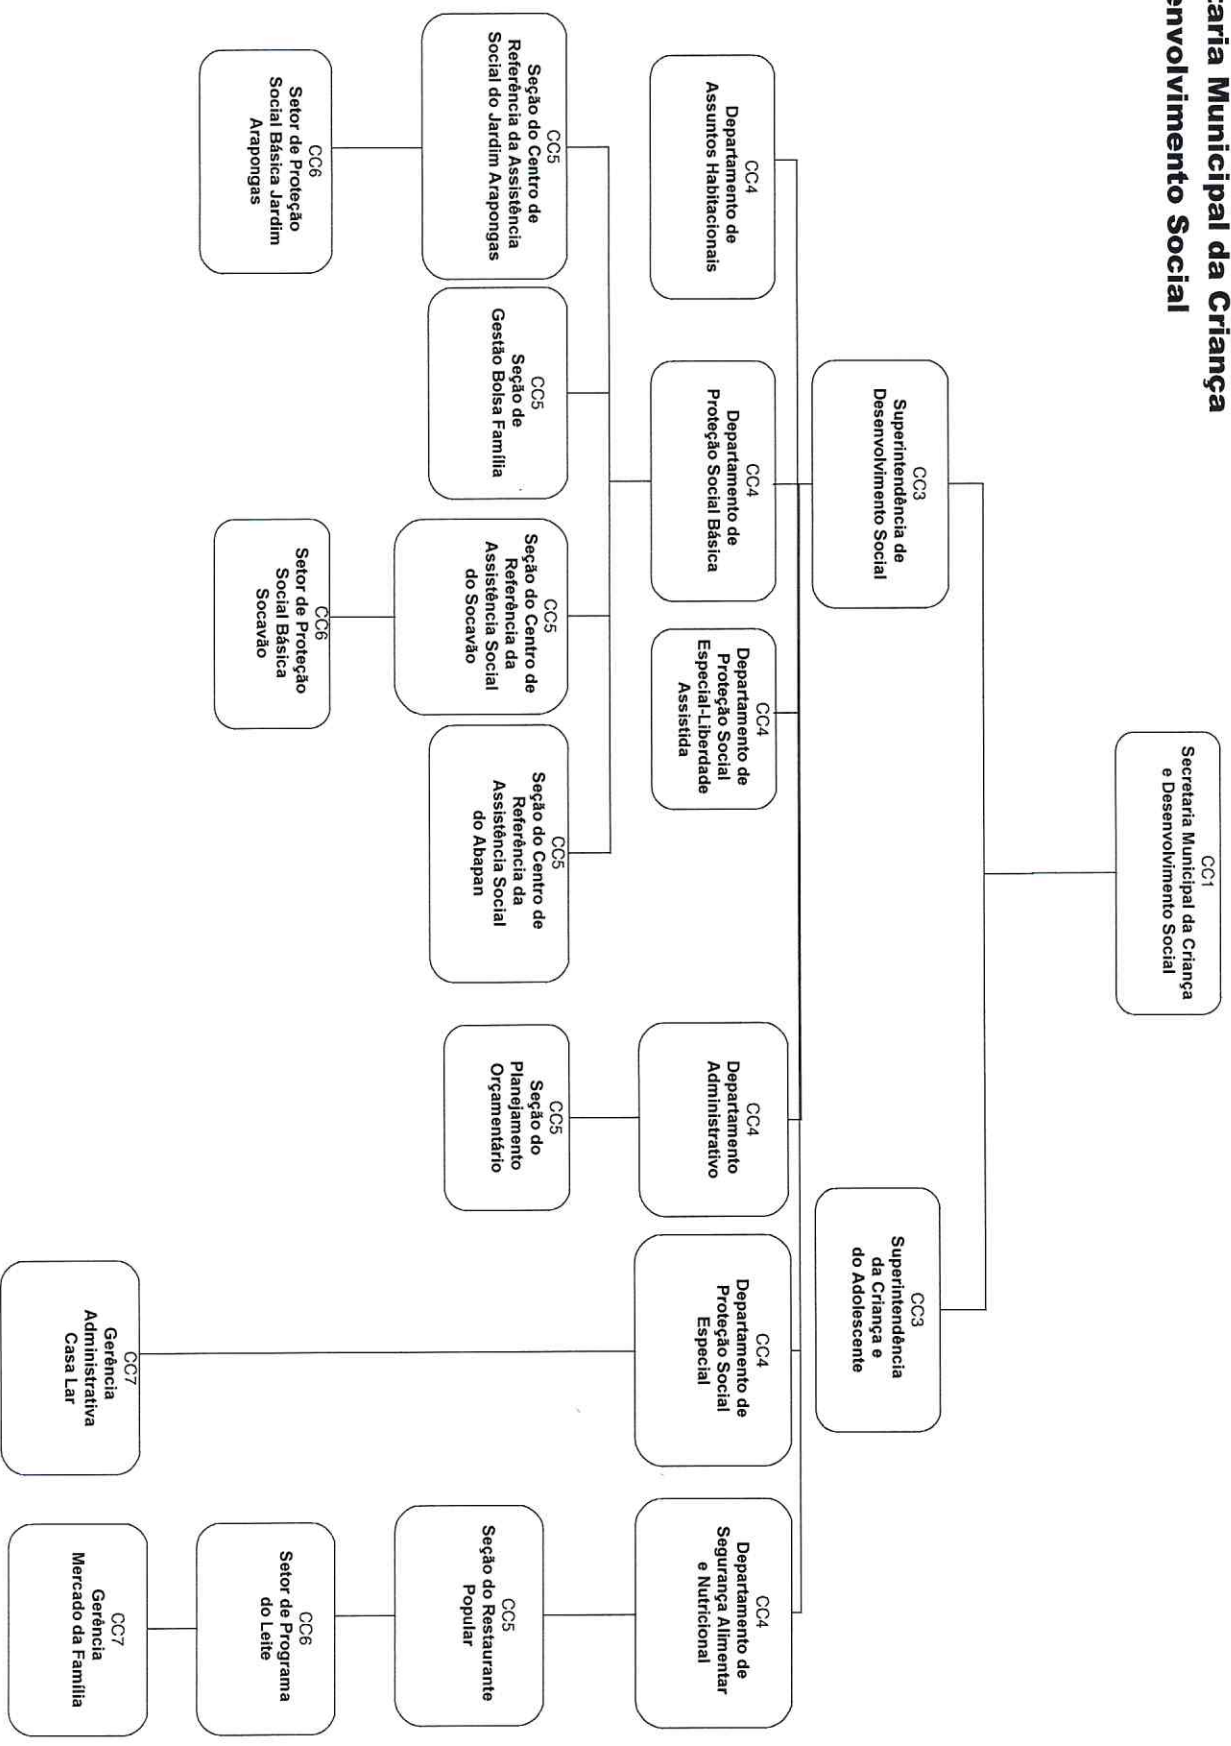 Municipal da Criança
Social
CC1
Secretaria Municipal da Criança
e Desenvolvimento Social
CC3
Superintendência de
Desenvolvimento Social
CC3
Superintendência
da Criança e
do Adolescente
CC4
Departamento de
Assuntos Habitacionais
CC4
Departamento de
Proteção Social Básica
CC4
Departamento de
Proteção Social
Especial-Liberdade
Assistida
CC4
Departamento
Administrativo
CC4
Departamento de
Proteção Social
Especial
CC4
Departamento de
Segurança Alimentar
e Nutricional
CC5
Seção do Centro de
Referência da Assistência
Social do Jardim Arapongas
CC5
Seção de
Gestão Bolsa Família
CC5
Seção do Centro de
Referência da
Assistência Social
do Socavão
CC5
Seção do Centro de
Referência da
Assistência Social
do Abapan
CC5
Seção do
Planejamento
Orçamentário
CC5
Seção do Restaurante
Popular
CC6
Setor de Proteção
Social Básica Jardim
Arapongas
CC6
Setor de Proteção
Social Básica
Socavão
CC6
Setor de Programa
do Leite
CC7
Gerência
Administrativa
Casa Lar
CC7
Gerência
Mercado da Família